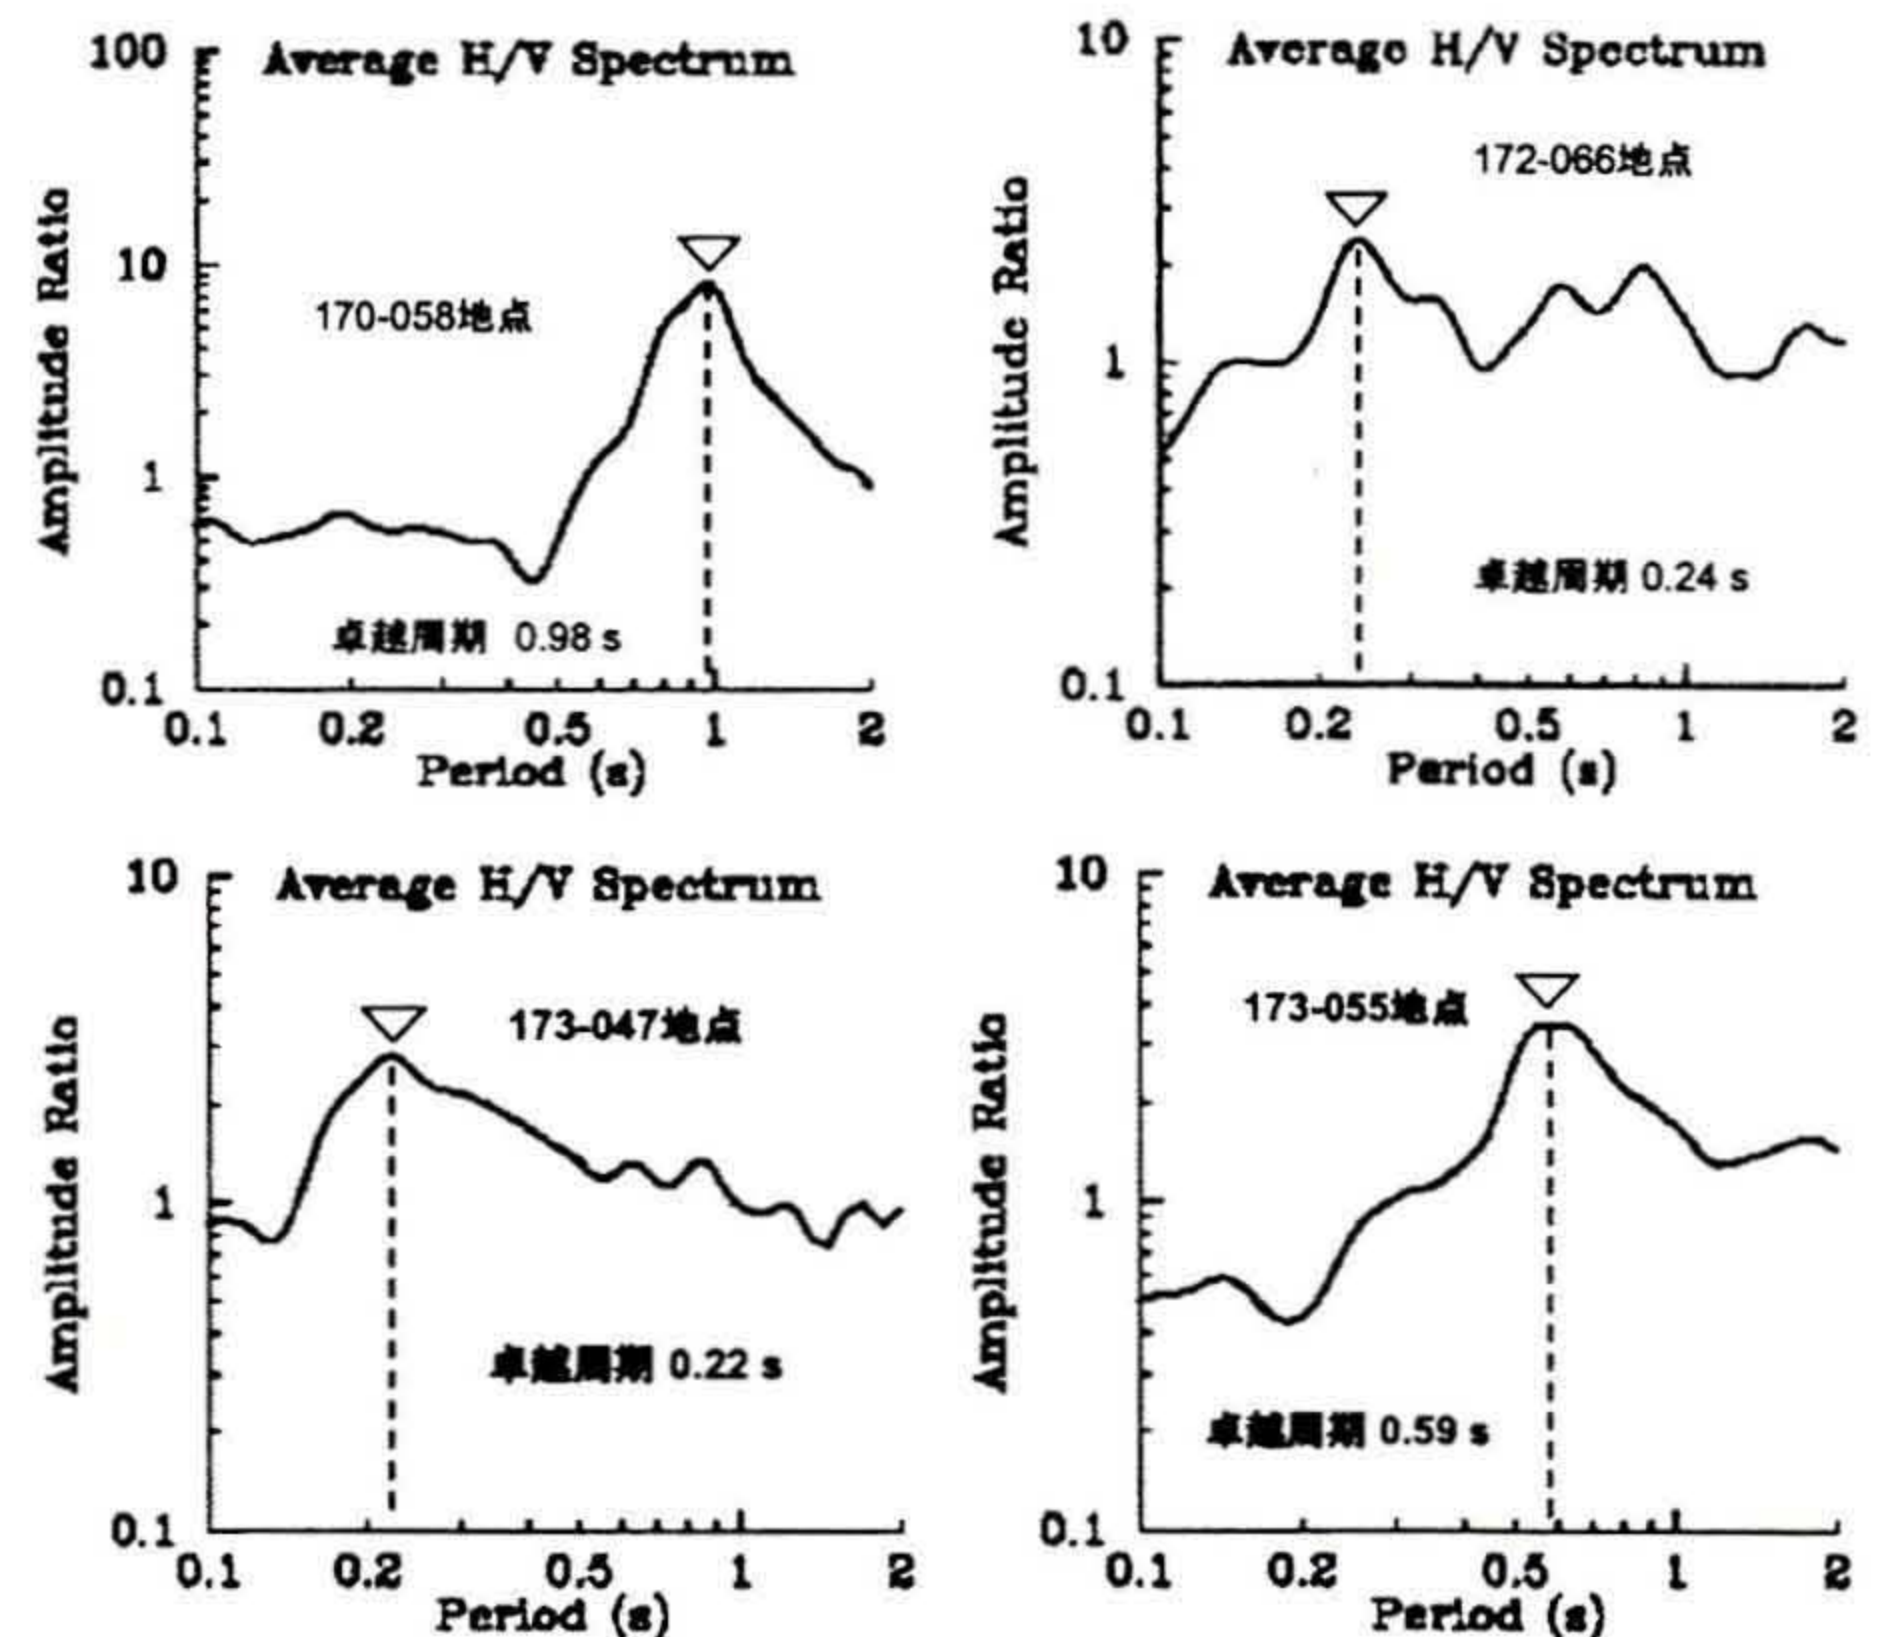 Average H/V Spectrum
100
10
1
0.1
Amplitude Ratio
170-058地点
卓越周期 0.98 s
0.1 0.2 0.5 1 2
Period (s)
Average H/V Spectrum
10
1
0.1
Amplitude Ratio
172-066地点
卓越周期 0.24 s
0.1 0.2 0.5 1 2
Period (s)
Average H/V Spectrum
10
1
0.1
Amplitude Ratio
173-047地点
卓越周期 0.22 s
0.1 0.2 0.5 1 2
Period (s)
Average H/V Spectrum
10
1
0.1
Amplitude Ratio
173-055地点
卓越周期 0.59 s
0.1 0.2 0.5 1 2
Period (s)